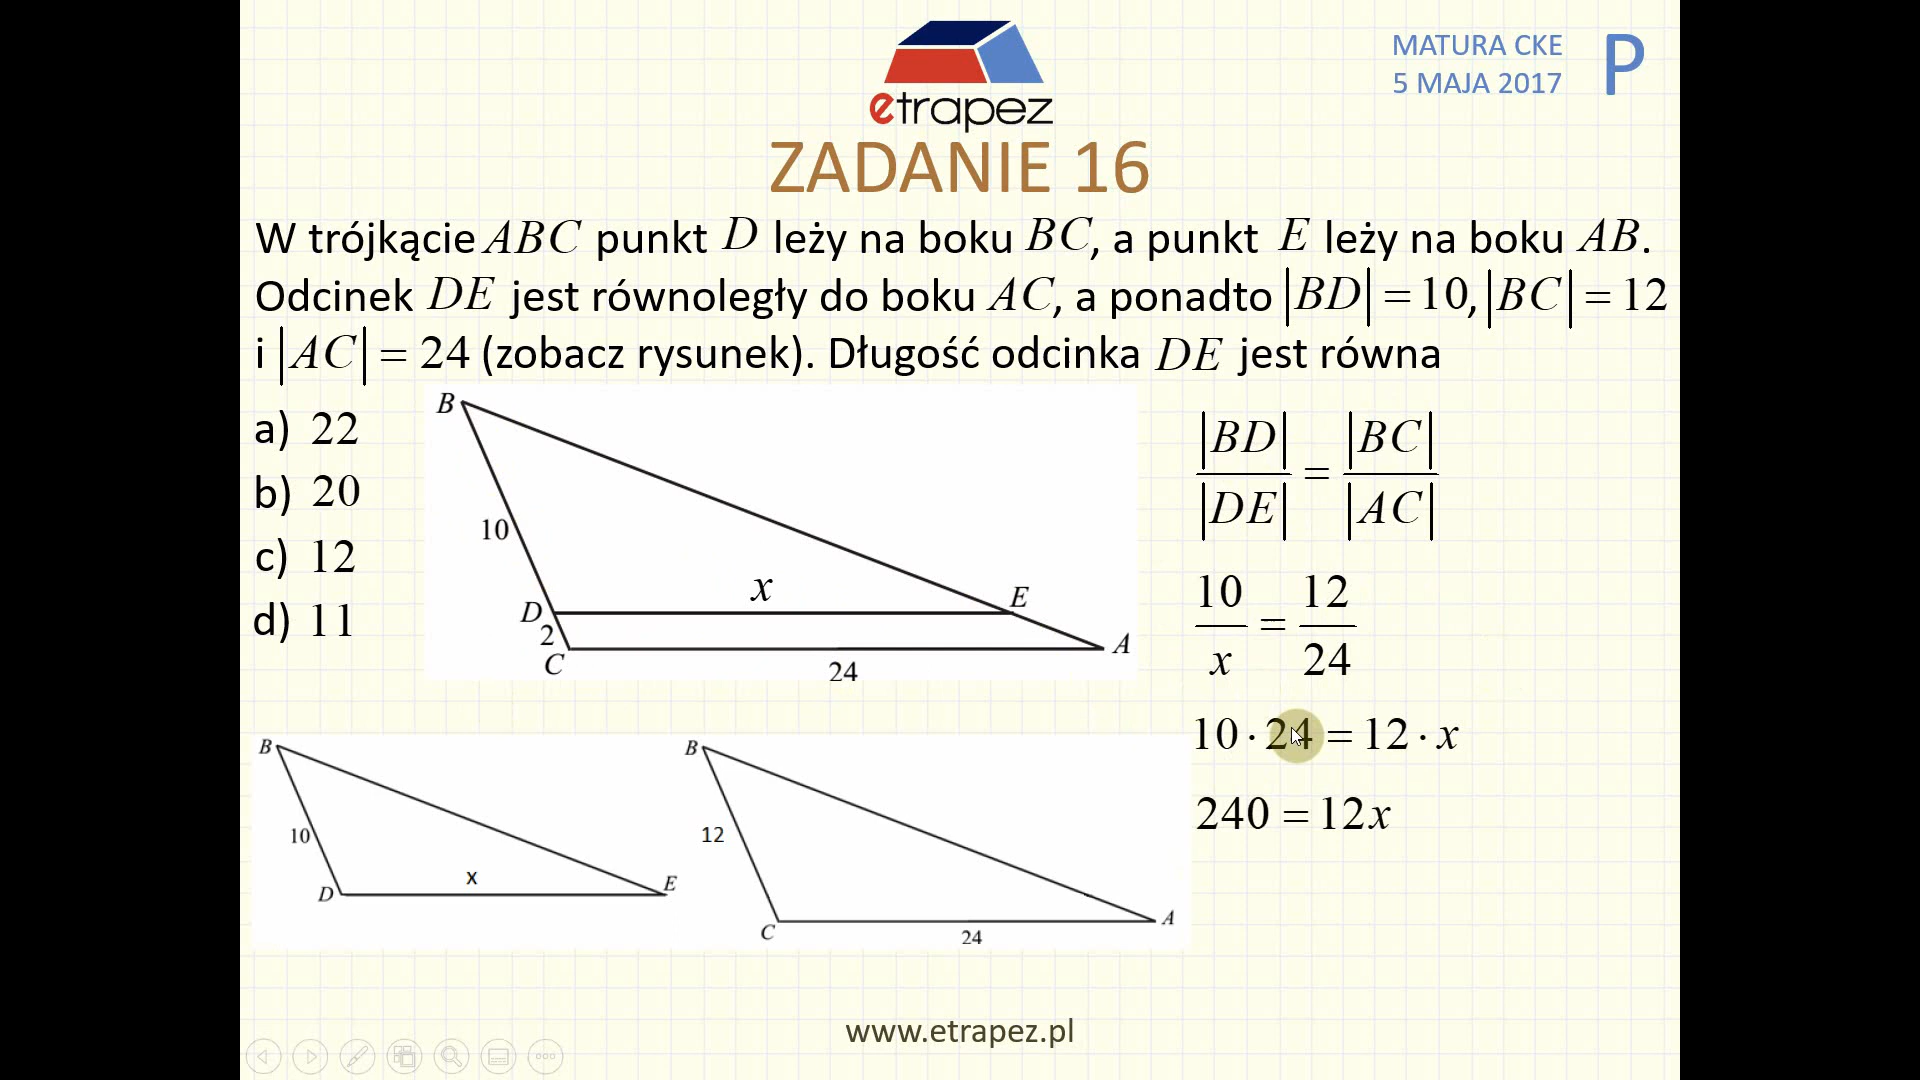 etrapez
MATURA CKE
5 MAJA 2017
P
ZADANIE 16
W trójkącie ABC punkt D leży na boku BC, a punkt E leży na boku AB.
Odcinek DE jest równoległy do boku AC, a ponadto |BD| = 10, |BC| = 12
i |AC| = 24 (zobacz rysunek). Długość odcinka DE jest równa
a) 22
b) 20
c) 12
d) 11
B
10
x
D
E
2
C
A
24
|BD|/|DE| = |BC|/|AC|
10/x = 12/24
10 · 24 = 12 · x
240 = 12x
B
10
x
D
E
B
12
C
A
24
www.etrapez.pl